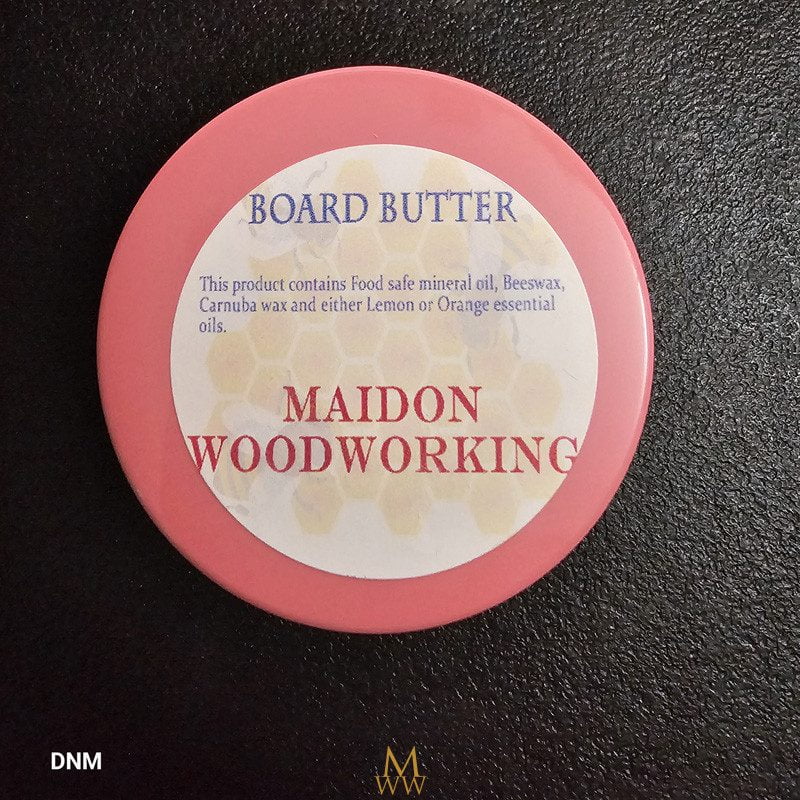 BOARD BUTTER
This product contains Food safe mineral oil, Beeswax,
Carnuba wax and either Lemon or Orange essential
oils.
MAIDON
WOODWORKING
DNM
M
WW